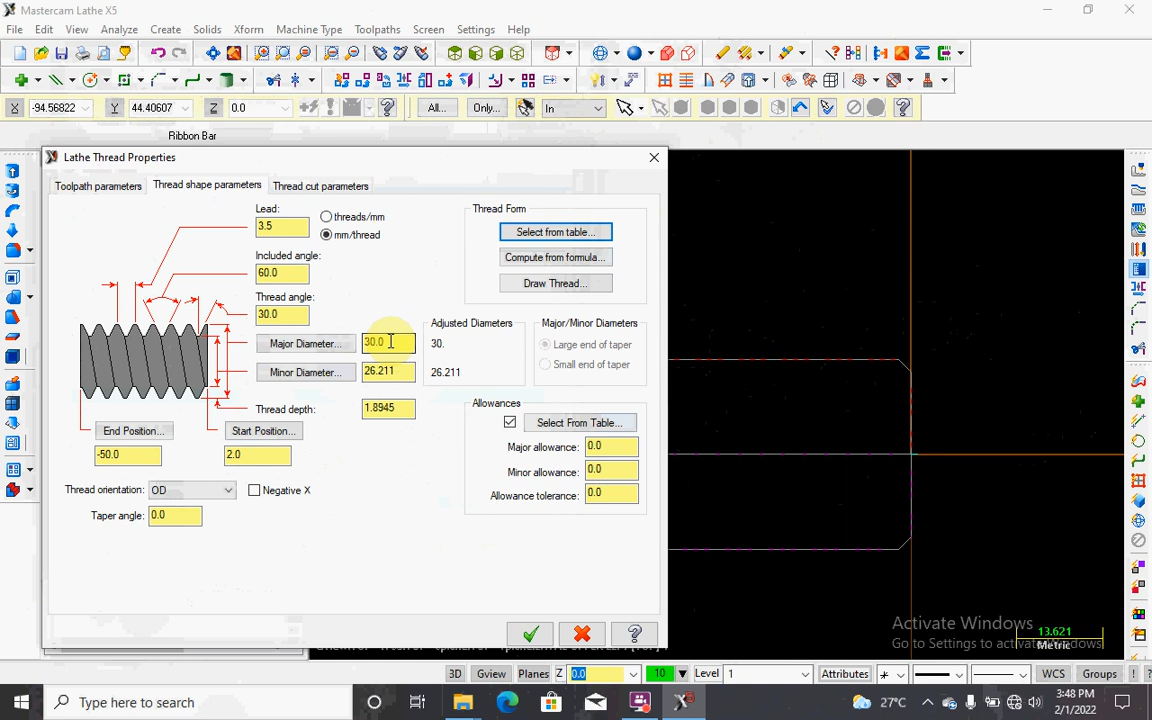 Mastercam Lathe X5
File Edit View Analyze Create Solids Xform Machine Type Toolpaths Screen Settings Help
X -94.56822 Y 44.40607 Z 0.0 All... Only... In
Ribbon Bar
Lathe Thread Properties
Toolpath parameters Thread shape parameters Thread cut parameters
Lead:
3.5
threads/mm
mm/thread
Included angle:
60.0
Thread angle:
30.0
Major Diameter... 30.0
Minor Diameter... 26.211
Thread depth: 1.8945
End Position... Start Position...
-50.0 2.0
Thread orientation: OD Negative X
Taper angle: 0.0
Thread Form
Select from table...
Compute from formula...
Draw Thread...
Adjusted Diameters
30.
26.211
Major/Minor Diameters
Large end of taper
Small end of taper
Allowances
Select From Table...
Major allowance: 0.0
Minor allowance: 0.0
Allowance tolerance: 0.0
Activate Windows
Go to Settings to activate Windows.
13.621
Metric
3D Gview Planes Z 0.0 10 Level 1 Attributes WCS Groups ! ?
Type here to search
27°C
3:48 PM
2/1/2022